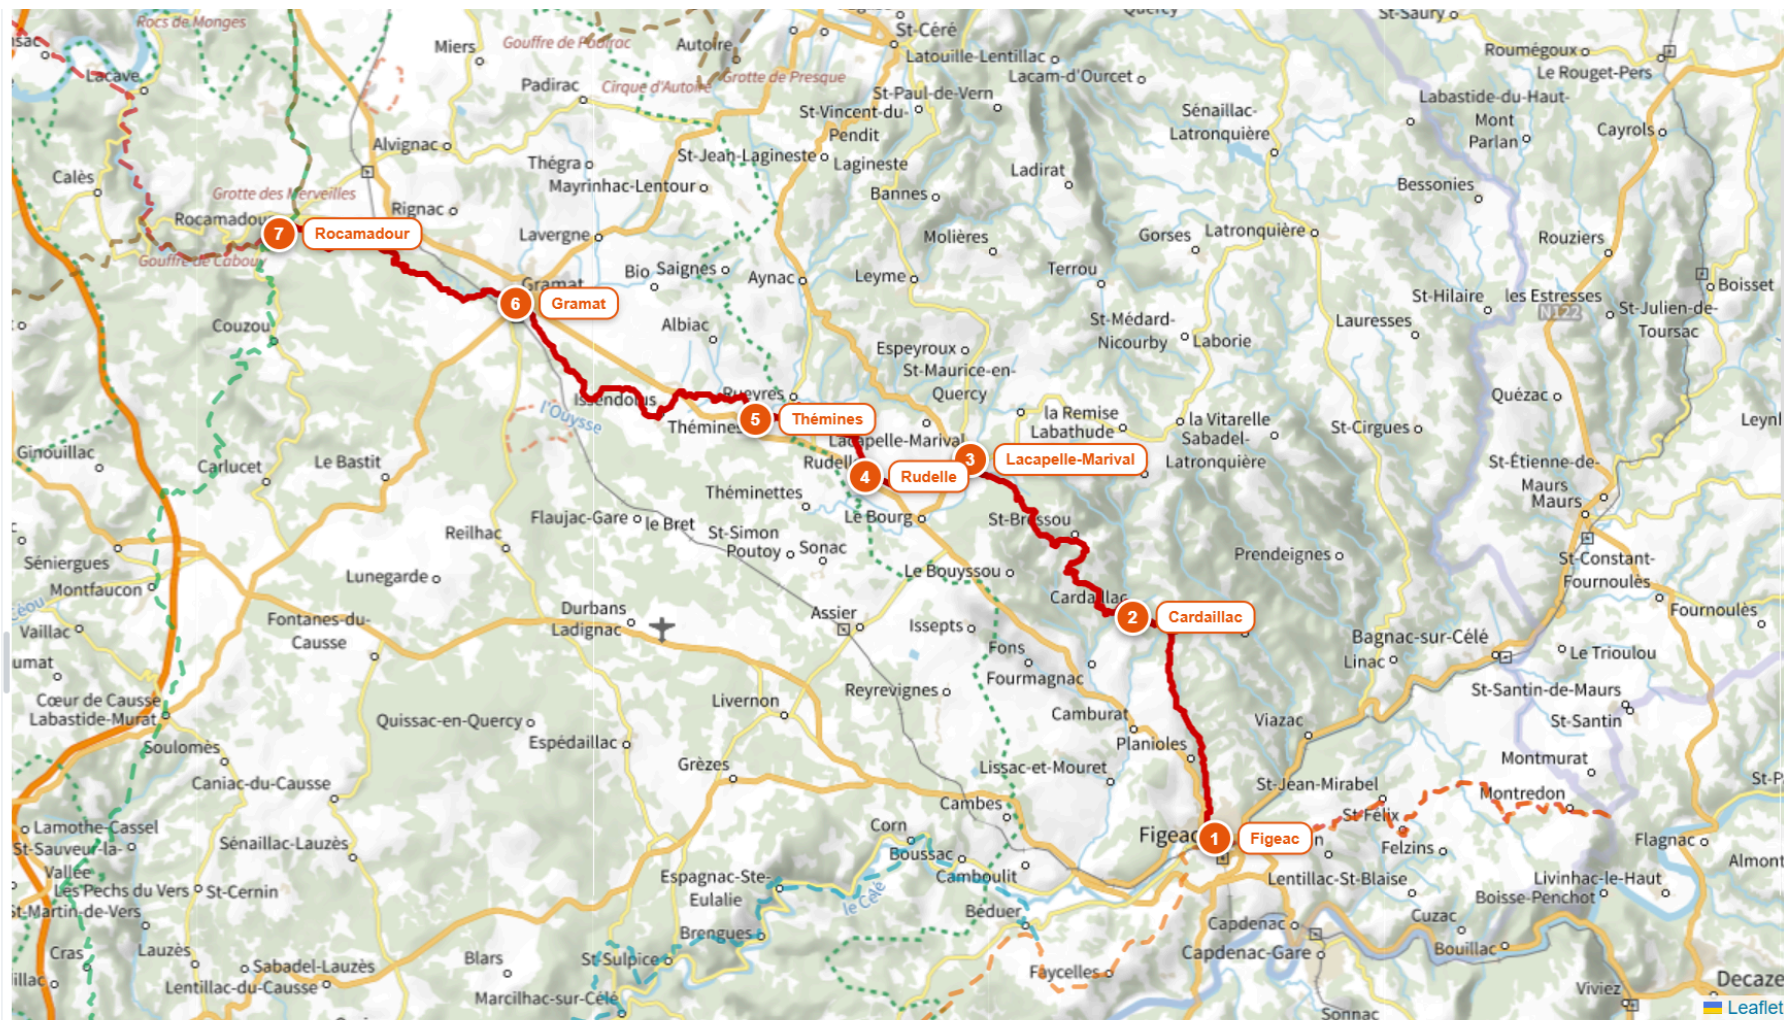 Rocs de Monges
Gouffre de Padirac
Miers
Autoire
St-Céré
Quercy
St-Saury
Lacave
Padirac
Cirque d'Autoire
Grotte de Presque
Latouille-Lentillac
Lacam-d'Ourcet
St-Paul-de-Vern
St-Vincent-du-
Pendit
Sénaillac-
Latronquière
Roumégoux
Le Rouget-Pers
Labastide-du-Haut-
Mont
Parlan
Cayrols
Alvignac
Thégra
Mayrinhac-Lentour
St-Jean-Lagineste
Lagineste
Bannes
Ladirat
Bessonies
Calès
Grotte des Merveilles
Rocamadour
7
Rocamadour
Gouffre de Cabouy
Rignac
Lavergne
Molières
Gorses
Latronquière
Rouziers
Bio
Saignes
Aynac
Leyme
Terrou
St-Hilaire
les Estresses
N122
Boisset
St-Julien-de-
Toursac
Gramat
6
Gramat
Couzou
Albiac
Espeyroux
St-Maurice-en-
Quercy
St-Médard-
Nicourby
Laborie
Lauresses
Issendolus
l'Ouysse
Rueyres
Thémines
5
Thémines
la Remise
Labathude
la Vitarelle
Sabadel-
Latronquière
St-Cirgues
Quézac
Lacapelle-Marival
3
Lacapelle-Marival
4
Rudelle
Ginouillac
Carlucet
Le Bastit
Théminettes
Le Bourg
St-Étienne-de-
Maurs
Maurs
Flaujac-Gare
le Bret
St-Simon
Poutoy
Sonac
St-Bressou
Reilhac
Prendeignes
St-Constant-
Fournoulès
Fournoulès
Séniergues
Montfaucon
Lunegarde
Le Bouyssou
Cardaillac
2
Cardaillac
Vaillac
Fontanes-du-
Causse
Durbans
Ladignac
Assier
Issepts
Fons
Fourmagnac
Bagnac-sur-Célé
Linac
Le Trioulou
St-Santin-de-Maurs
St-Santin
Cœur de Causse
Labastide-Murat
Quissac-en-Quercy
Livernon
Reyrevignes
Camburat
Planioles
Viazac
Soulomès
Espédaillac
Grèzes
Lissac-et-Mouret
Montmurat
Caniac-du-Causse
St-Jean-Mirabel
Montredon
Cambes
St-Félix
Lamothe-Cassel
St-Sauveur-la-
Vallée
Sénaillac-Lauzès
Corn
Boussac
Camboulit
Figeac
1
Figeac
Felzins
Flagnac
Les Pechs du Vers
St-Cernin
St-Martin-de-Vers
Espagnac-Ste-
Eulalie
le Célé
Lentillac-St-Blaise
Livinhac-le-Haut
Boisse-Penchot
Brengues
Béduer
Capdenac
Capdenac-Gare
Cuzac
Bouillac
Cras
Lauzès
Sabadel-Lauzès
Lentillac-du-Causse
Blars
St-Sulpice
Marcilhac-sur-Célé
Faycelles
Viviez
Sonnac
Leaflet